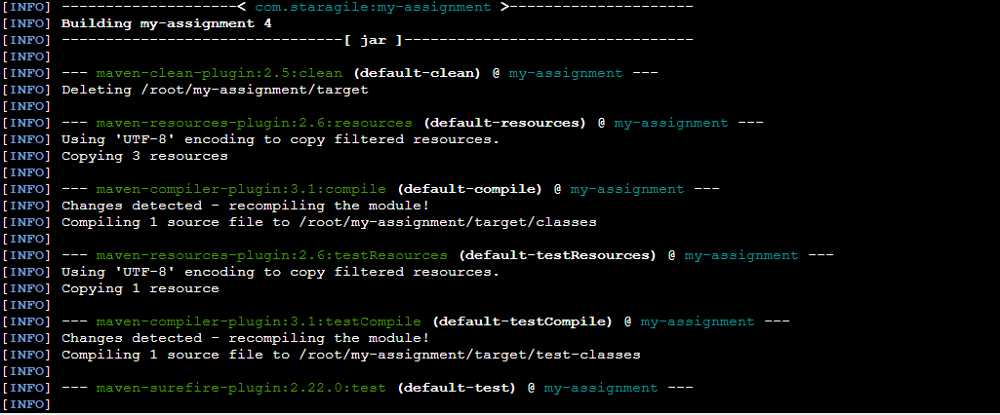 [INFO] --------------------< com.staragile:my-assignment >---------------------
[INFO] Building my-assignment 4
[INFO] --------------------------------[ jar ]---------------------------------
[INFO]
[INFO] --- maven-clean-plugin:2.5:clean (default-clean) @ my-assignment ---
[INFO] Deleting /root/my-assignment/target
[INFO]
[INFO] --- maven-resources-plugin:2.6:resources (default-resources) @ my-assignment ---
[INFO] Using 'UTF-8' encoding to copy filtered resources.
[INFO] Copying 3 resources
[INFO]
[INFO] --- maven-compiler-plugin:3.1:compile (default-compile) @ my-assignment ---
[INFO] Changes detected - recompiling the module!
[INFO] Compiling 1 source file to /root/my-assignment/target/classes
[INFO]
[INFO] --- maven-resources-plugin:2.6:testResources (default-testResources) @ my-assignment ---
[INFO] Using 'UTF-8' encoding to copy filtered resources.
[INFO] Copying 1 resource
[INFO]
[INFO] --- maven-compiler-plugin:3.1:testCompile (default-testCompile) @ my-assignment ---
[INFO] Changes detected - recompiling the module!
[INFO] Compiling 1 source file to /root/my-assignment/target/test-classes
[INFO]
[INFO] --- maven-surefire-plugin:2.22.0:test (default-test) @ my-assignment ---
[INFO]